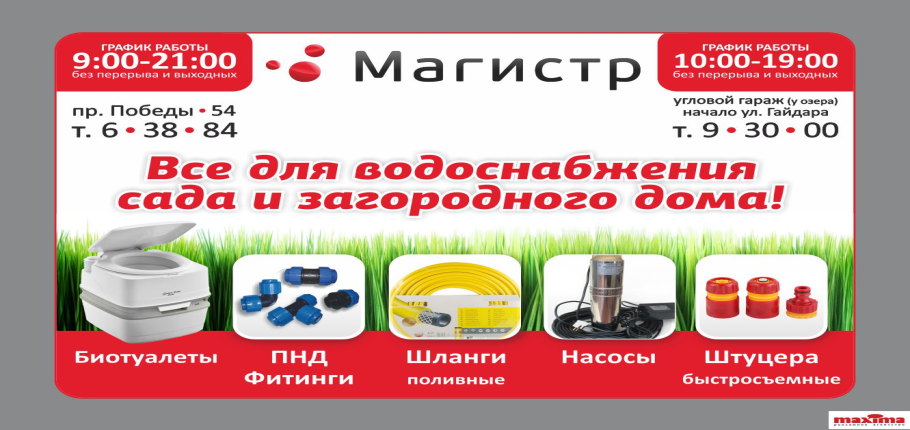 ГРАФИК РАБОТЫ
9:00-21:00
без перерыва и выходных
Магистр
ГРАФИК РАБОТЫ
10:00-19:00
без перерыва и выходных
пр. Победы • 54
т. 6 • 38 • 84
угловой гараж (у озера)
начало ул. Гайдара
т. 9 • 30 • 00
Все для водоснабжения
сада и загородного дома!
Биотуалеты
ПНД
Фитинги
Шланги
поливные
Насосы
Штуцера
быстросъемные
maxima
рекламное агентство